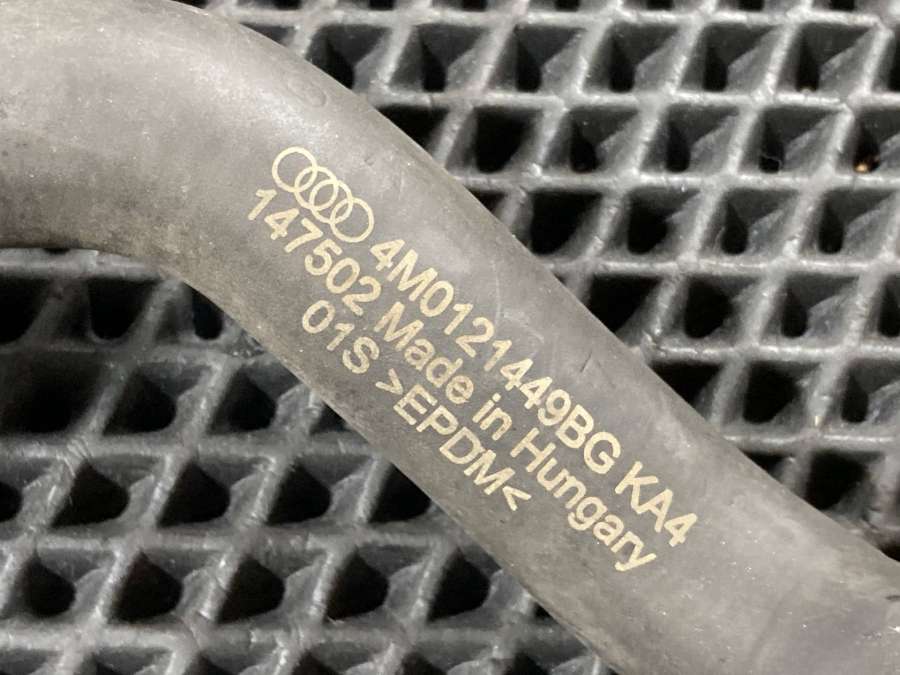 4M0121449BG KA4
147502 Made in Hungary
01S >EPDM<